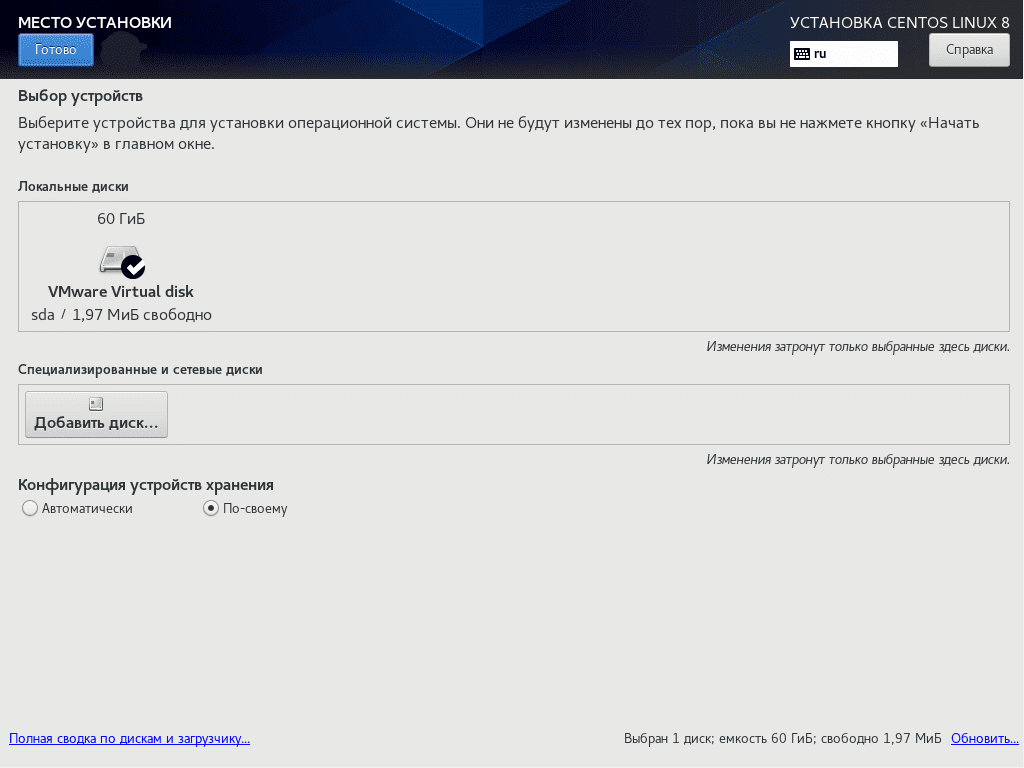 МЕСТО УСТАНОВКИ
УСТАНОВКА CENTOS LINUX 8
Готово
ru
Справка
Выбор устройств
Выберите устройства для установки операционной системы. Они не будут изменены до тех пор, пока вы не нажмете кнопку «Начать
установку» в главном окне.
Локальные диски
60 ГиБ
VMware Virtual disk
sda / 1,97 МиБ свободно
Изменения затронут только выбранные здесь диски.
Специализированные и сетевые диски
Добавить диск...
Изменения затронут только выбранные здесь диски.
Конфигурация устройств хранения
Автоматически
По-своему
Полная сводка по дискам и загрузчику...
Выбран 1 диск; емкость 60 ГиБ; свободно 1,97 МиБ Обновить...